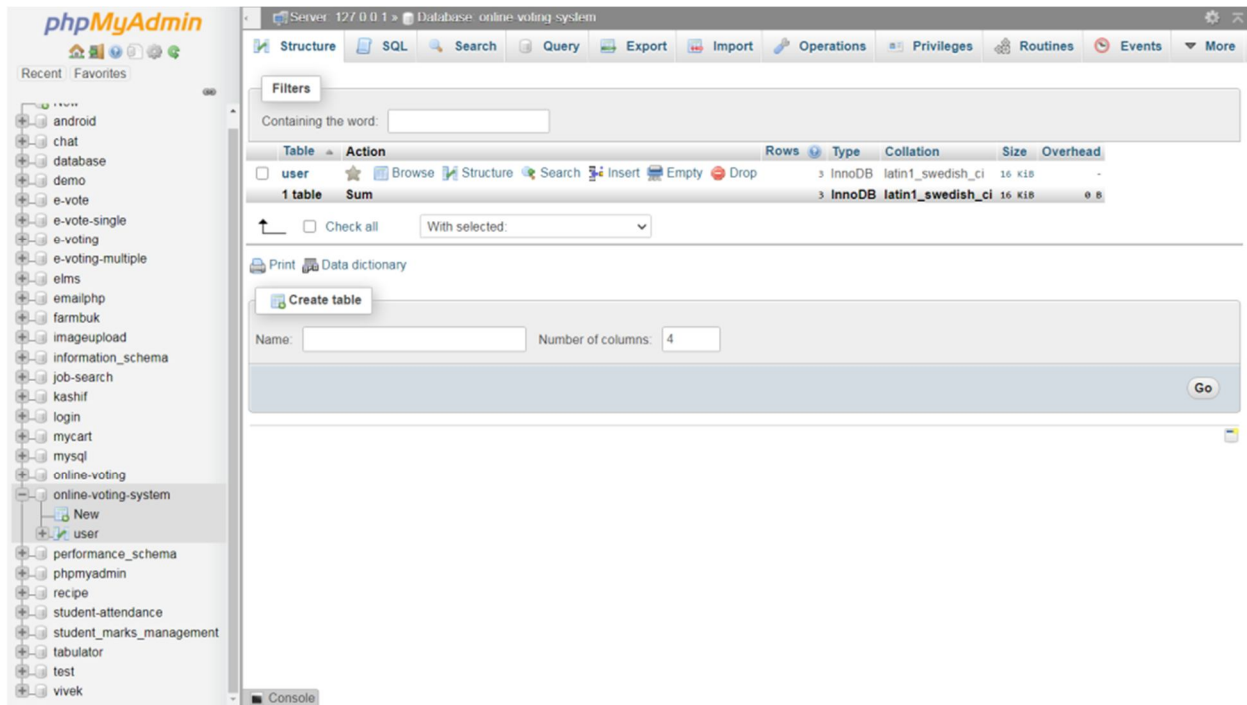 phpMyAdmin
Recent Favorites
New
android
chat
database
demo
e-vote
e-vote-single
e-voting
e-voting-multiple
elms
emailphp
farmbuk
imageupload
information_schema
job-search
kashif
login
mycart
mysql
online-voting
online-voting-system
New
user
performance_schema
phpmyadmin
recipe
student-attendance
student_marks_management
tabulator
test
vivek
Server: 127.0.0.1 » Database: online-voting-system
Structure SQL Search Query Export Import Operations Privileges Routines Events More
Filters
Containing the word:
Table Action Rows Type Collation Size Overhead
user Browse Structure Search Insert Empty Drop 3 InnoDB latin1_swedish_ci 16 KiB -
1 table Sum 3 InnoDB latin1_swedish_ci 16 KiB 0 B
Check all With selected:
Print Data dictionary
Create table
Name: Number of columns: 4
Go
Console